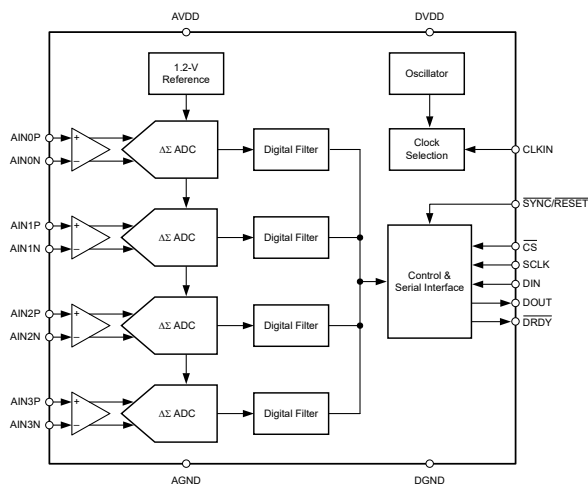 AVDD
DVDD
1.2-V
Reference
Oscillator
AIN0P
+
AIN0N
–
ΔΣ ADC
Digital Filter
Clock
Selection
CLKIN
SYNC/RESET
AIN1P
+
AIN1N
–
ΔΣ ADC
Digital Filter
Control &
Serial Interface
CS
SCLK
DIN
DOUT
DRDY
AIN2P
+
AIN2N
–
ΔΣ ADC
Digital Filter
AIN3P
+
AIN3N
–
ΔΣ ADC
Digital Filter
AGND
DGND